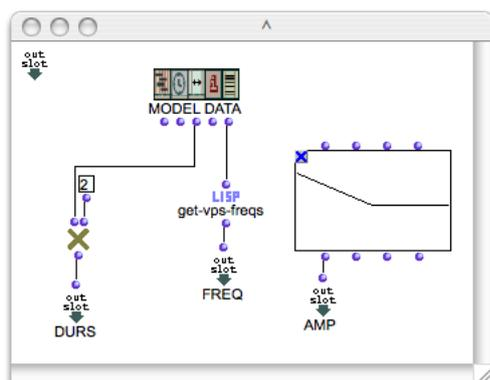 out
slot
MODEL DATA
2
LISP
get-vps-freqs
out
slot
FREQ
out
slot
DURS
out
slot
AMP